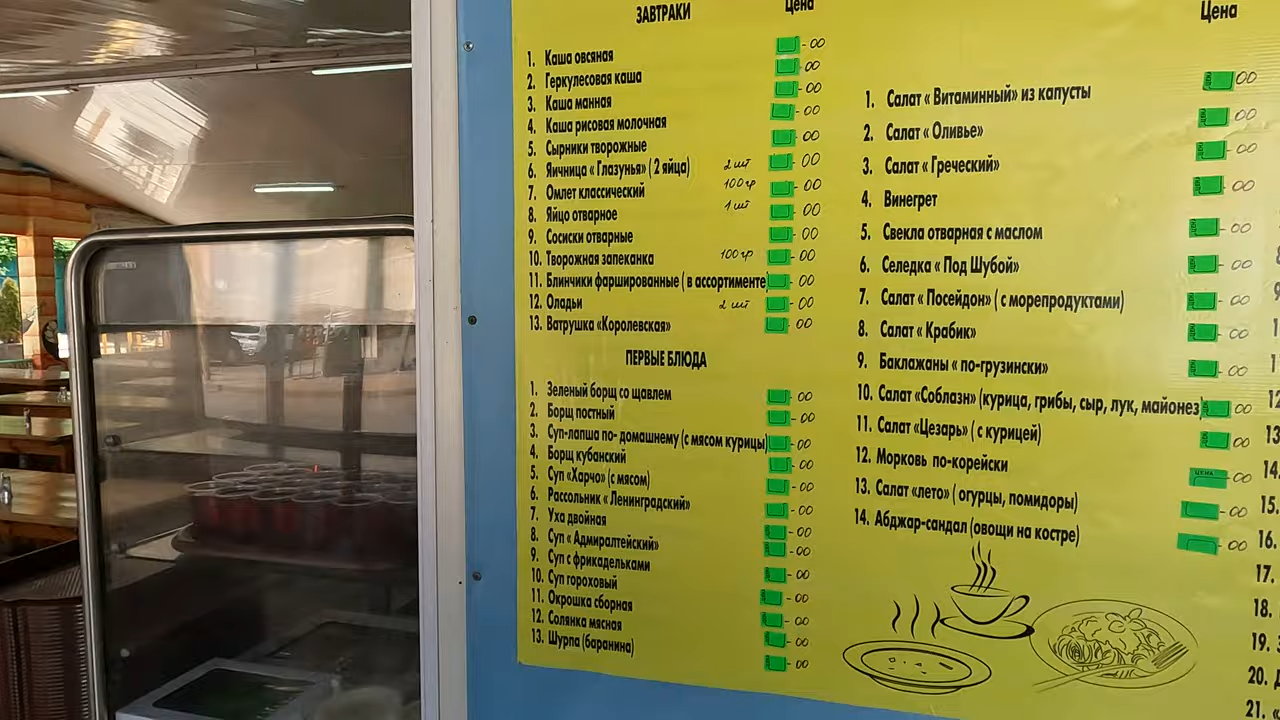 ЗАВТРАКИ Цена
1. Каша овсяная -00
2. Геркулесовая каша -00
3. Каша манная -00
4. Каша рисовая молочная -00
5. Сырники творожные -00
6. Яичница «Глазунья» ( 2 яйца) 2 шт -00
7. Омлет классический 100 гр -00
8. Яйцо отварное 1 шт -00
9. Сосиски отварные -00
10. Творожная запеканка 100 гр -00
11. Блинчики фаршированные ( в ассортименте) -00
12. Оладьи 2 шт -00
13. Ватрушка «Королевская» -00
ПЕРВЫЕ БЛЮДА
1. Зеленый борщ со щавлем -00
2. Борщ постный -00
3. Суп-лапша по- домашнему (с мясом курицы) -00
4. Борщ кубанский -00
5. Суп «Харчо» (с мясом) -00
6. Рассольник « Ленинградский» -00
7. Уха двойная -00
8. Суп « Адмиралтейский» -00
9. Суп с фрикадельками -00
10. Суп гороховый -00
11. Окрошка сборная -00
12. Солянка мясная -00
13. Шурпа (баранина) -00
Цена
1. Салат « Витаминный» из капусты 00
2. Салат « Оливье» -00
3. Салат « Греческий» -00
4. Винегрет -00
5. Свекла отварная с маслом -00
6. Селедка « Под Шубой» -00
7. Салат « Посейдон» ( с морепродуктами) -00
8. Салат « Крабик» -00
9. Баклажаны « по-грузински» -00
10. Салат «Соблазн» (курица, грибы, сыр, лук, майонез -00
11. Салат «Цезарь» ( с курицей) -00
12. Морковь по-корейски ЦЕНА -00
13. Салат «лето» ( огурцы, помидоры) -00
14. Абджар-сандал (овощи на костре) -00
13.
14.
15.
16.
17.
18.
19.
20.
21.